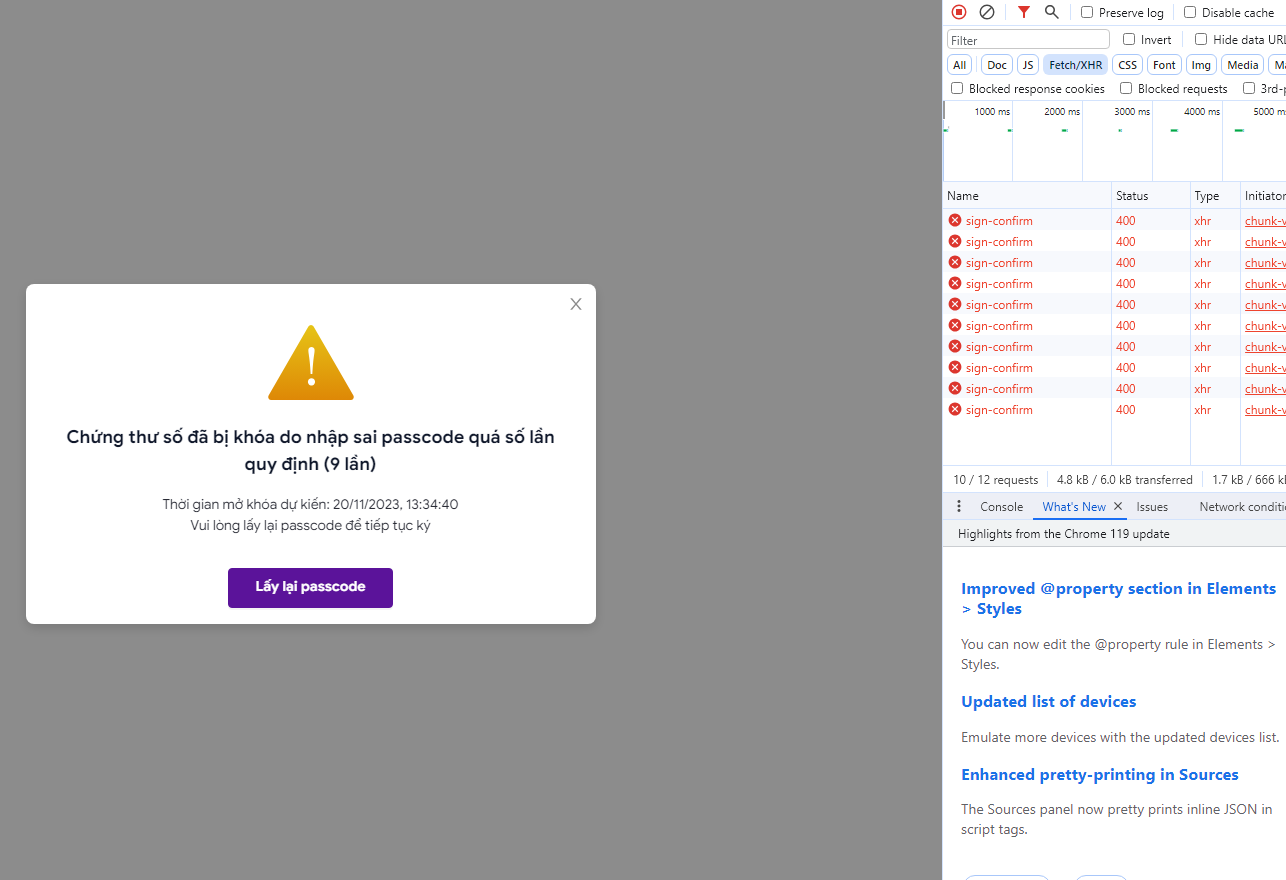 Preserve log
Disable cache
Filter
Invert
Hide data URL
All Doc JS Fetch/XHR CSS Font Img Media Ma
Blocked response cookies
Blocked requests
3rd-p
1000 ms 2000 ms 3000 ms 4000 ms 5000 ms
Name Status Type Initiator
sign-confirm 400 xhr chunk-v
sign-confirm 400 xhr chunk-v
sign-confirm 400 xhr chunk-v
sign-confirm 400 xhr chunk-v
sign-confirm 400 xhr chunk-v
sign-confirm 400 xhr chunk-v
sign-confirm 400 xhr chunk-v
sign-confirm 400 xhr chunk-v
sign-confirm 400 xhr chunk-v
sign-confirm 400 xhr chunk-v
Chứng thư số đã bị khóa do nhập sai passcode quá số lần
quy định (9 lần)
Thời gian mở khóa dự kiến: 20/11/2023, 13:34:40
Vui lòng lấy lại passcode để tiếp tục ký
Lấy lại passcode
10 / 12 requests 4.8 kB / 6.0 kB transferred 1.7 kB / 666 kB
Console What's New Issues Network conditi
Highlights from the Chrome 119 update
Improved @property section in Elements
> Styles
You can now edit the @property rule in Elements >
Styles.
Updated list of devices
Emulate more devices with the updated devices list.
Enhanced pretty-printing in Sources
The Sources panel now pretty prints inline JSON in
script tags.